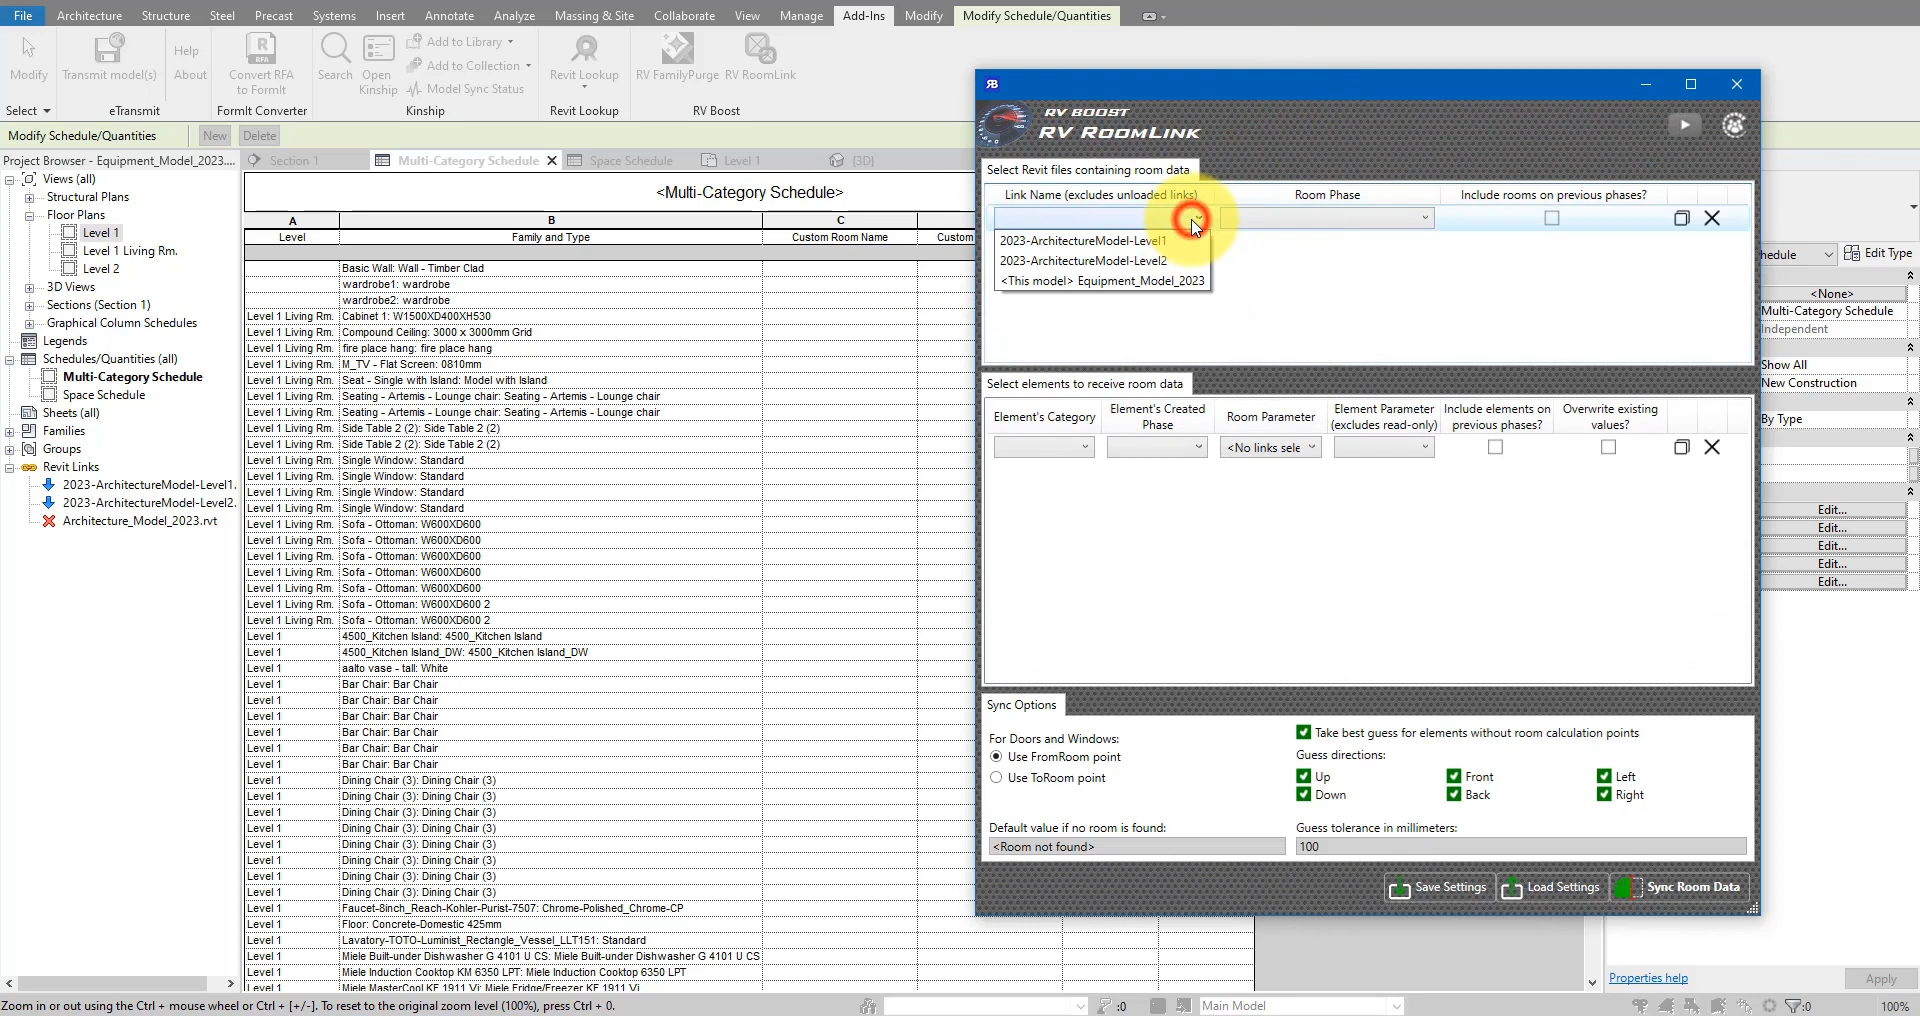 File Architecture Structure Steel Precast Systems Insert Annotate Analyze Massing & Site Collaborate View Manage Add-Ins Modify Modify Schedule/Quantities
Modify
Select
Transmit model(s)
eTransmit
Help
About
Convert RFA
to FormIt
FormIt Converter
Search
Open
Kinship
Add to Library
Add to Collection
Model Sync Status
Kinship
Revit Lookup
Revit Lookup
RV FamilyPurge RV RoomLink
RV Boost
Modify Schedule/Quantities New Delete
Project Browser - Equipment_Model_2023....
Views (all)
Structural Plans
Floor Plans
Level 1
Level 1 Living Rm.
Level 2
3D Views
Sections (Section 1)
Graphical Column Schedules
Legends
Schedules/Quantities (all)
Multi-Category Schedule
Space Schedule
Sheets (all)
Families
Groups
Revit Links
2023-ArchitectureModel-Level1.
2023-ArchitectureModel-Level2.
Architecture_Model_2023.rvt
Section 1 Multi-Category Schedule Space Schedule Level 1 {3D}
<Multi-Category Schedule>
A B C
Level Family and Type Custom Room Name Custom
Basic Wall: Wall - Timber Clad
wardrobe1: wardrobe
wardrobe2: wardrobe
Level 1 Living Rm. Cabinet 1: W1500XD400XH530
Level 1 Living Rm. Compound Ceiling: 3000 x 3000mm Grid
Level 1 Living Rm. fire place hang: fire place hang
Level 1 Living Rm. M_TV - Flat Screen: 0810mm
Level 1 Living Rm. Seat - Single with Island: Model with Island
Level 1 Living Rm. Seating - Artemis - Lounge chair: Seating - Artemis - Lounge chair
Level 1 Living Rm. Seating - Artemis - Lounge chair: Seating - Artemis - Lounge chair
Level 1 Living Rm. Side Table 2 (2): Side Table 2 (2)
Level 1 Living Rm. Side Table 2 (2): Side Table 2 (2)
Level 1 Living Rm. Single Window: Standard
Level 1 Living Rm. Single Window: Standard
Level 1 Living Rm. Single Window: Standard
Level 1 Living Rm. Single Window: Standard
Level 1 Living Rm. Sofa - Ottoman: W600XD600
Level 1 Living Rm. Sofa - Ottoman: W600XD600
Level 1 Living Rm. Sofa - Ottoman: W600XD600
Level 1 Living Rm. Sofa - Ottoman: W600XD600
Level 1 Living Rm. Sofa - Ottoman: W600XD600
Level 1 Living Rm. Sofa - Ottoman: W600XD600 2
Level 1 Living Rm. Sofa - Ottoman: W600XD600 2
Level 1 4500_Kitchen Island: 4500_Kitchen Island
Level 1 4500_Kitchen Island_DW: 4500_Kitchen Island_DW
Level 1 aalto vase - tall: White
Level 1 Bar Chair: Bar Chair
Level 1 Bar Chair: Bar Chair
Level 1 Bar Chair: Bar Chair
Level 1 Bar Chair: Bar Chair
Level 1 Bar Chair: Bar Chair
Level 1 Bar Chair: Bar Chair
Level 1 Dining Chair (3): Dining Chair (3)
Level 1 Dining Chair (3): Dining Chair (3)
Level 1 Dining Chair (3): Dining Chair (3)
Level 1 Dining Chair (3): Dining Chair (3)
Level 1 Dining Chair (3): Dining Chair (3)
Level 1 Dining Chair (3): Dining Chair (3)
Level 1 Dining Chair (3): Dining Chair (3)
Level 1 Dining Chair (3): Dining Chair (3)
Level 1 Faucet-8inch_Reach-Kohler-Purist-7507: Chrome-Polished_Chrome-CP
Level 1 Floor: Concrete-Domestic 425mm
Level 1 Lavatory-TOTO-Luminist_Rectangle_Vessel_LLT151: Standard
Level 1 Miele Built-under Dishwasher G 4101 U CS: Miele Built-under Dishwasher G 4101 U CS
Level 1 Miele Induction Cooktop KM 6350 LPT: Miele Induction Cooktop 6350 LPT
Level 1 Miele MasterCool KF 1911 Vi: Miele Fridge/Freezer KF 1911 Vi
RB
RV BOOST
RV ROOMLINK
Select Revit files containing room data
Link Name (excludes unloaded links) Room Phase Include rooms on previous phases?
2023-ArchitectureModel-Level1
2023-ArchitectureModel-Level2
<This model> Equipment_Model_2023
Select elements to receive room data
Element's Category
Element's Created
Phase
Room Parameter
Element Parameter
(excludes read-only)
Include elements on
previous phases?
Overwrite existing
values?
<No links sele
Sync Options
For Doors and Windows:
Use FromRoom point
Use ToRoom point
Take best guess for elements without room calculation points
Guess directions:
Up Front Left
Down Back Right
Default value if no room is found:
<Room not found>
Guess tolerance in millimeters:
100
Save Settings Load Settings Sync Room Data
hedule Edit Type
<None>
Multi-Category Schedule
Independent
Show All
New Construction
By Type
Edit...
Edit...
Edit...
Edit...
Edit...
Properties help Apply
Zoom in or out using the Ctrl + mouse wheel or Ctrl + [+/-]. To reset to the original zoom level (100%), press Ctrl + 0.
:0 Main Model :0 100%